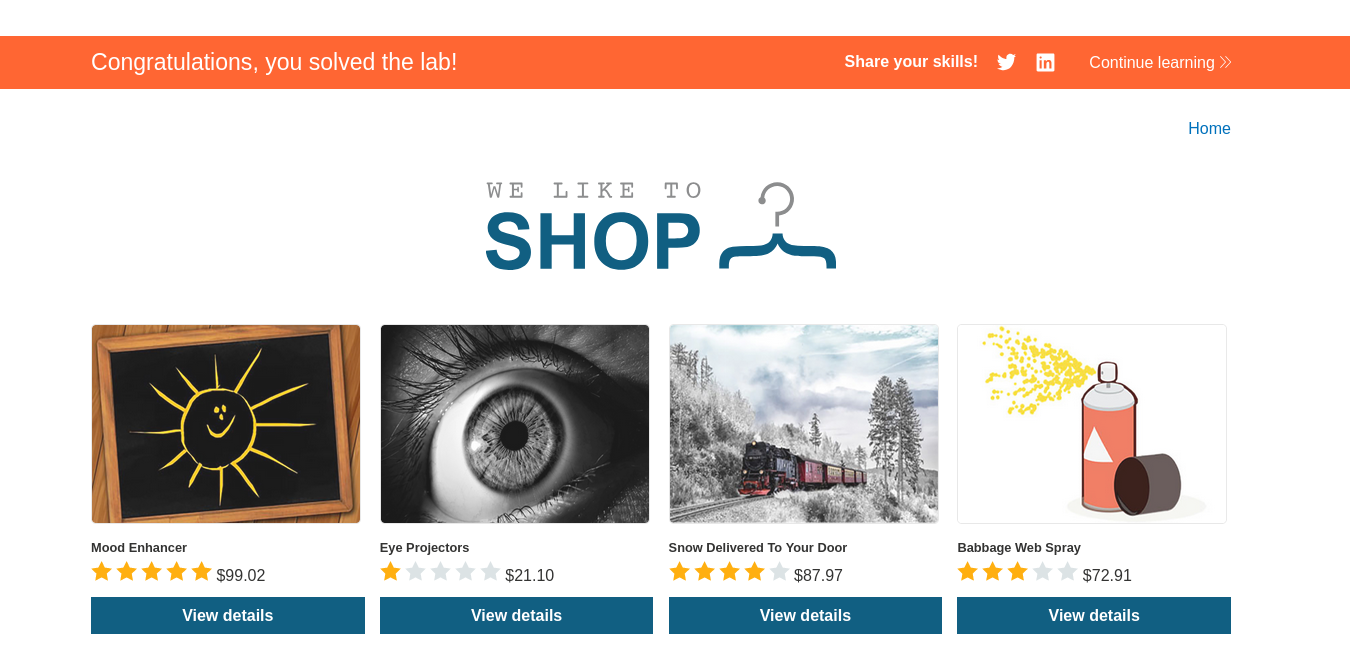 Congratulations, you solved the lab!
Share your skills!
Continue learning
Home
WE LIKE TO
SHOP
Mood Enhancer
$99.02
View details
Eye Projectors
$21.10
View details
Snow Delivered To Your Door
$87.97
View details
Babbage Web Spray
$72.91
View details